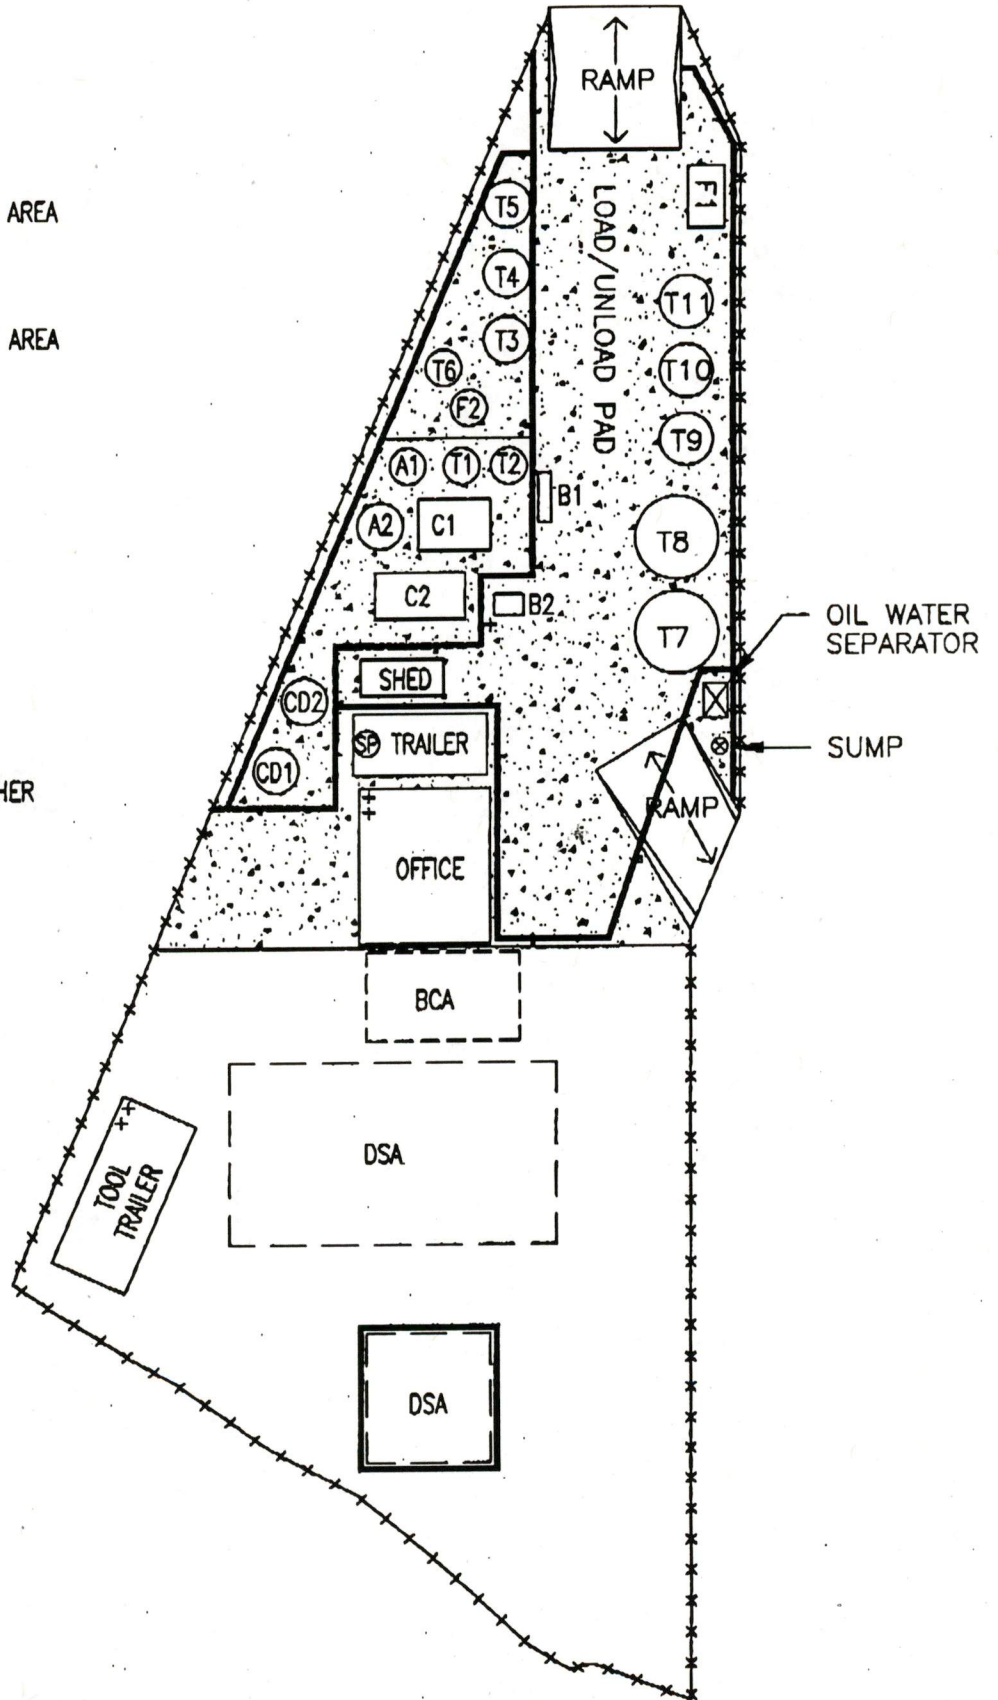 RAMP
AREA
T5
F1
LOAD/UNLOAD PAD
T4
T11
AREA
T3
T6
T10
F2
T9
A1
T1
T2
B1
A2
C1
T8
C2
B2
T7
OIL WATER
SEPARATOR
SHED
CD2
SP
TRAILER
SUMP
CD1
HER
RAMP
OFFICE
BCA
DSA
TOOL
TRAILER
DSA